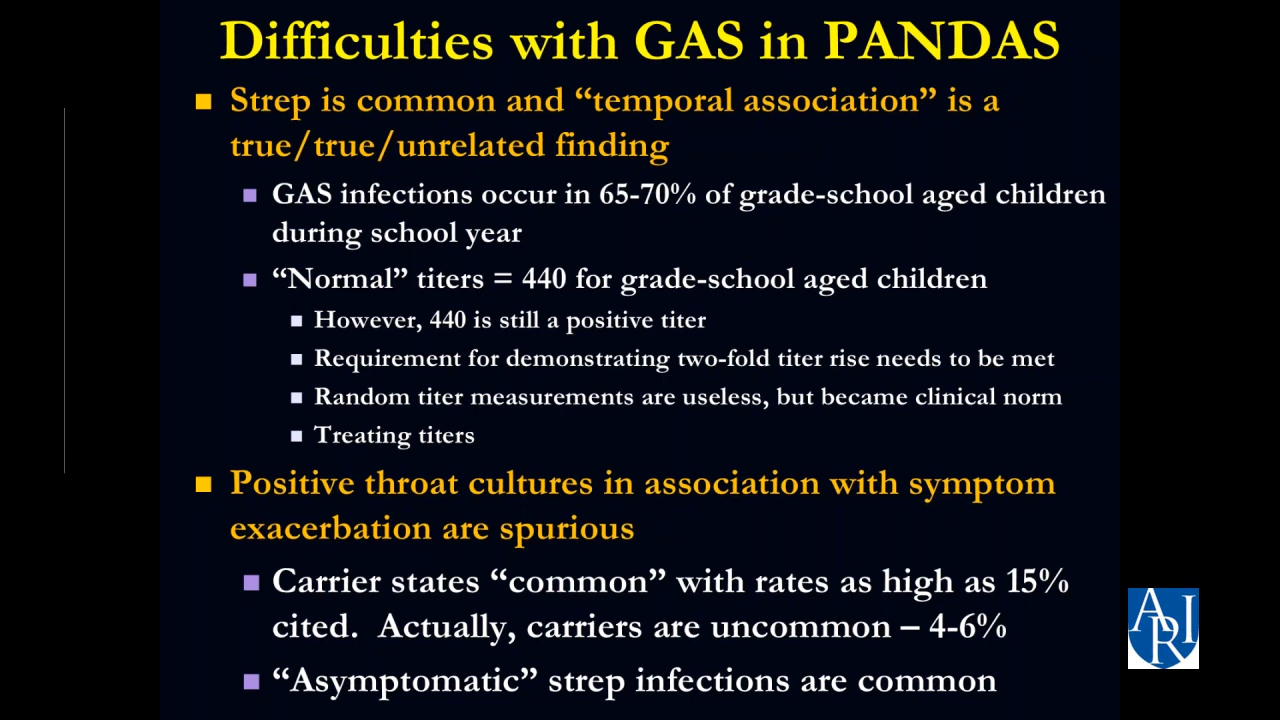 Difficulties with GAS in PANDAS
Strep is common and “temporal association” is a
true/true/unrelated finding
GAS infections occur in 65-70% of grade-school aged children
during school year
“Normal” titers = 440 for grade-school aged children
However, 440 is still a positive titer
Requirement for demonstrating two-fold titer rise needs to be met
Random titer measurements are useless, but became clinical norm
Treating titers
Positive throat cultures in association with symptom
exacerbation are spurious
Carrier states “common” with rates as high as 15%
cited.  Actually, carriers are uncommon – 4-6%
“Asymptomatic” strep infections are common
ARI